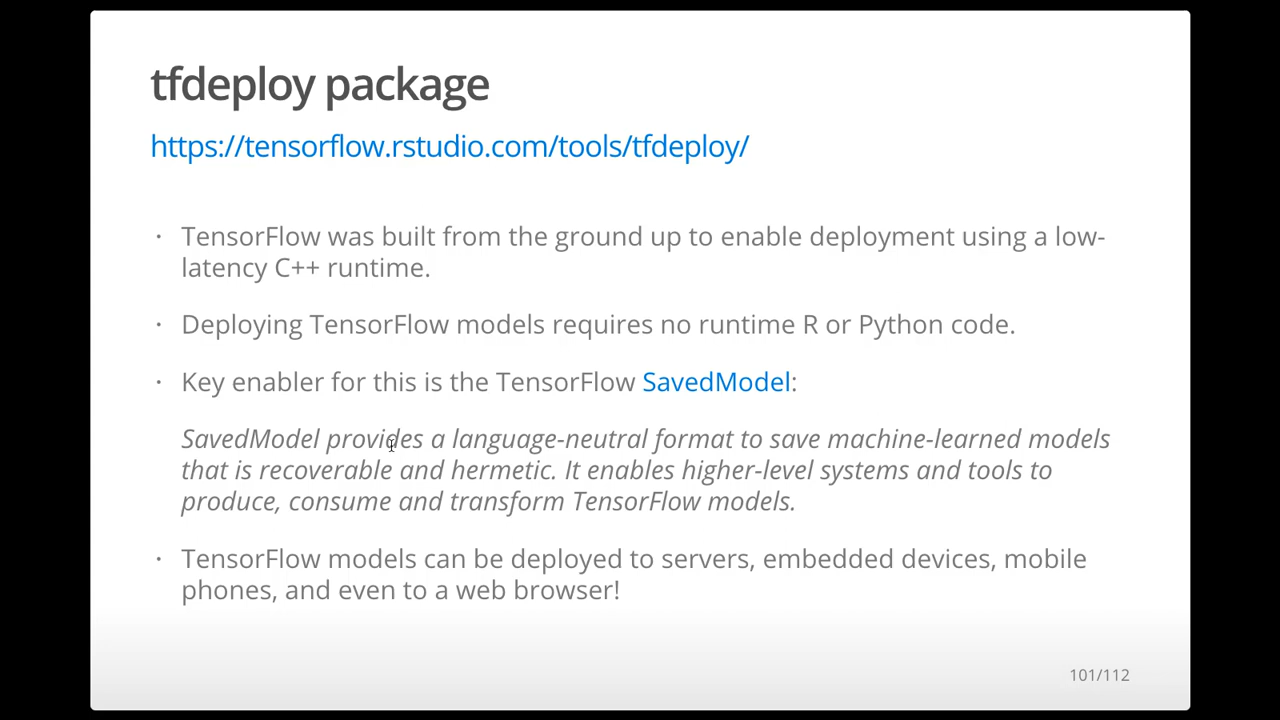 tfdeploy package
https://tensorflow.rstudio.com/tools/tfdeploy/
· TensorFlow was built from the ground up to enable deployment using a low-
latency C++ runtime.
· Deploying TensorFlow models requires no runtime R or Python code.
· Key enabler for this is the TensorFlow SavedModel:
SavedModel provides a language-neutral format to save machine-learned models
that is recoverable and hermetic. It enables higher-level systems and tools to
produce, consume and transform TensorFlow models.
· TensorFlow models can be deployed to servers, embedded devices, mobile
phones, and even to a web browser!
101/112